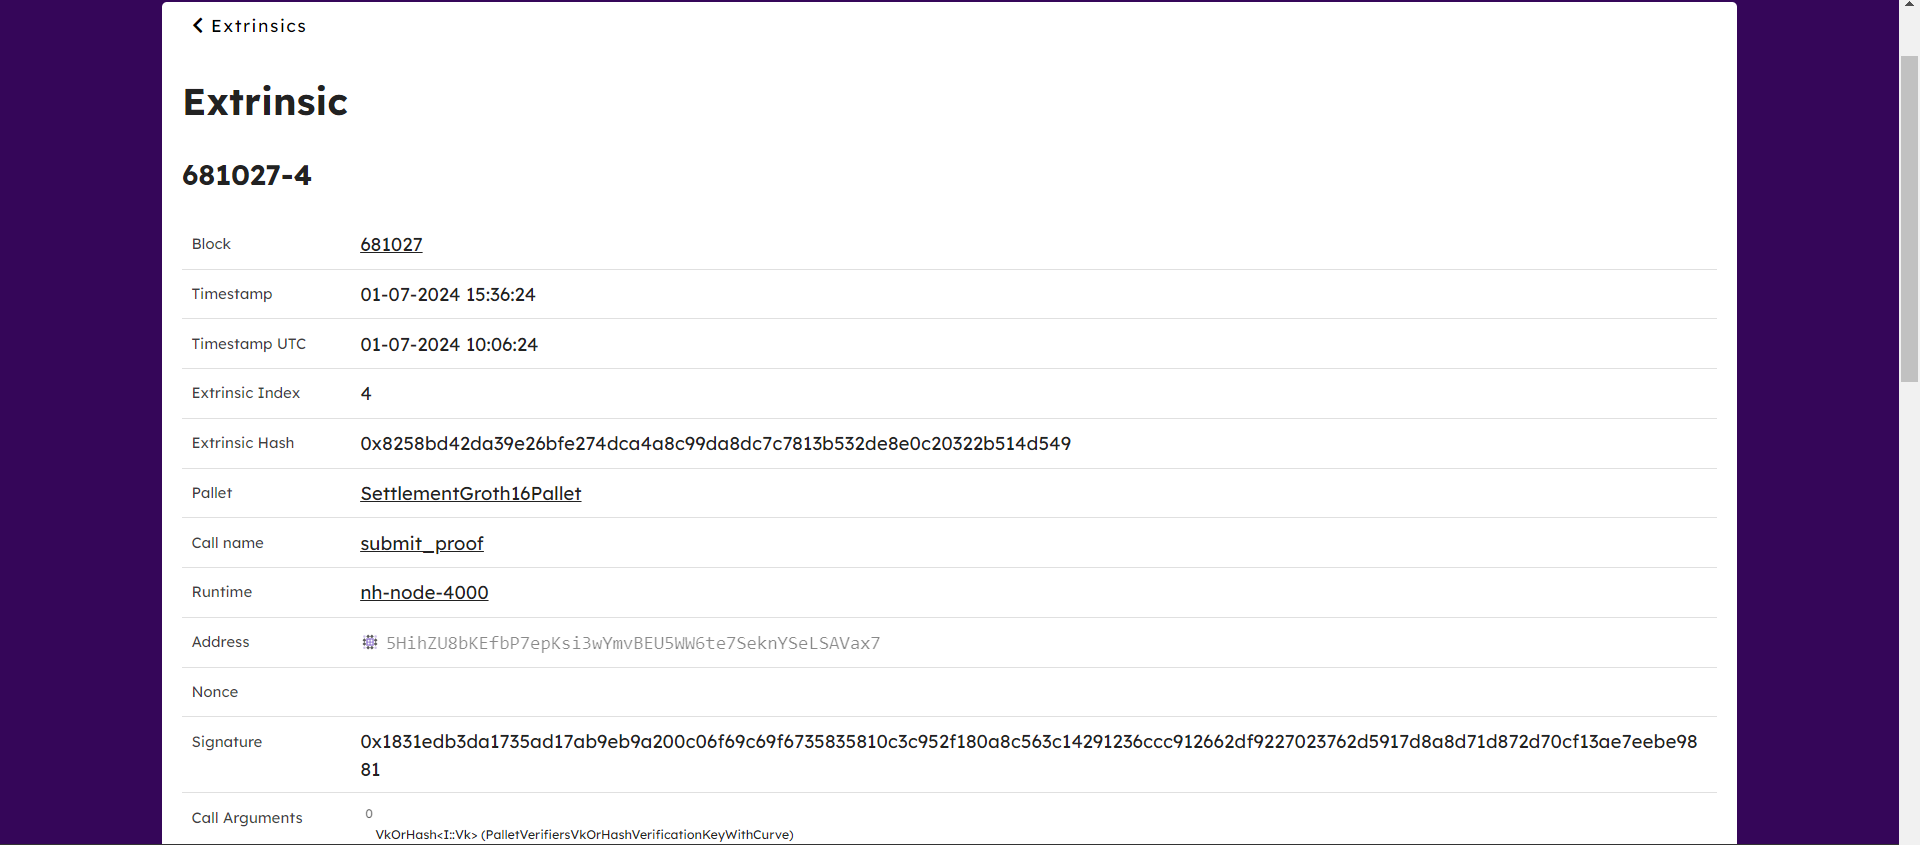 Extrinsics
Extrinsic
681027-4
Block 681027
Timestamp 01-07-2024 15:36:24
Timestamp UTC 01-07-2024 10:06:24
Extrinsic Index 4
Extrinsic Hash 0x8258bd42da39e26bfe274dca4a8c99da8dc7c7813b532de8e0c20322b514d549
Pallet SettlementGroth16Pallet
Call name submit_proof
Runtime nh-node-4000
Address 5HihZU8bKEfbP7epKsi3wYmvBEU5WW6te7SeknYSeLSAVax7
Nonce
Signature 0x1831edb3da1735ad17ab9eb9a200c06f69c69f6735835810c3c952f180a8c563c14291236ccc912662df9227023762d5917d8a8d71d872d70cf13ae7eebe98
81
Call Arguments 0
VkOrHash<I::Vk> (PalletVerifiersVkOrHashVerificationKeyWithCurve)